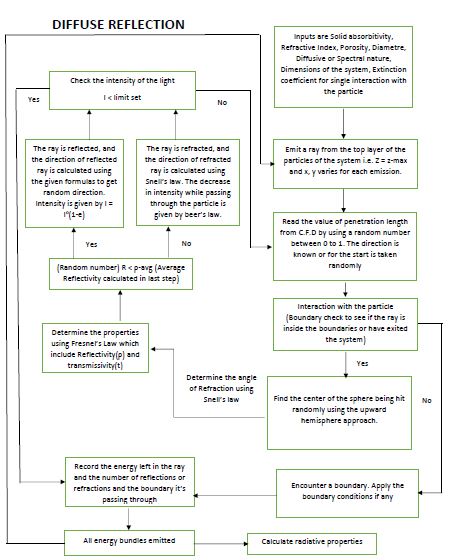 DIFFUSE REFLECTION
Inputs are Solid absorbitivity,
Refractive Index, Porosity, Diametre,
Diffusive or Spectral nature,
Dimensions of the system, Extinction
coefficient for single interaction with
the particle
Check the intensity of the light
I < limit set
Yes
No
The ray is reflected, and
the direction of reflected
ray is calculated using
the given formulas to get
random direction.
Intensity is given by I =
I°(1-e)
The ray is refracted, and
the direction of refracted
ray is calculated using
Snell's law. The decrease
in intensity while passing
through the particle is
given by beer's law.
Emit a ray from the top layer of the
particles of the system i.e. Z = z-max
and x, y varies for each emission.
Read the value of penetration length
from C.F.D by using a random number
between 0 to 1. The direction is
known or for the start is taken
randomly
Yes
No
(Random number) R < p-avg (Average
Reflectivity calculated in last step)
Interaction with the particle
(Boundary check to see if the ray is
inside the boundaries or have exited
the system)
Determine the properties
using Fresnel's Law which
include Reflectivity(p) and
transmissivity(t)
Yes
No
Determine the angle
of Refraction using
Snell's law
Find the center of the sphere being hit
randomly using the upward
hemisphere approach.
Record the energy left in the ray
and the number of reflections or
refractions and the boundary it's
passing through
Encounter a boundary. Apply the
boundary conditions if any
All energy bundles emitted
Calculate radiative properties